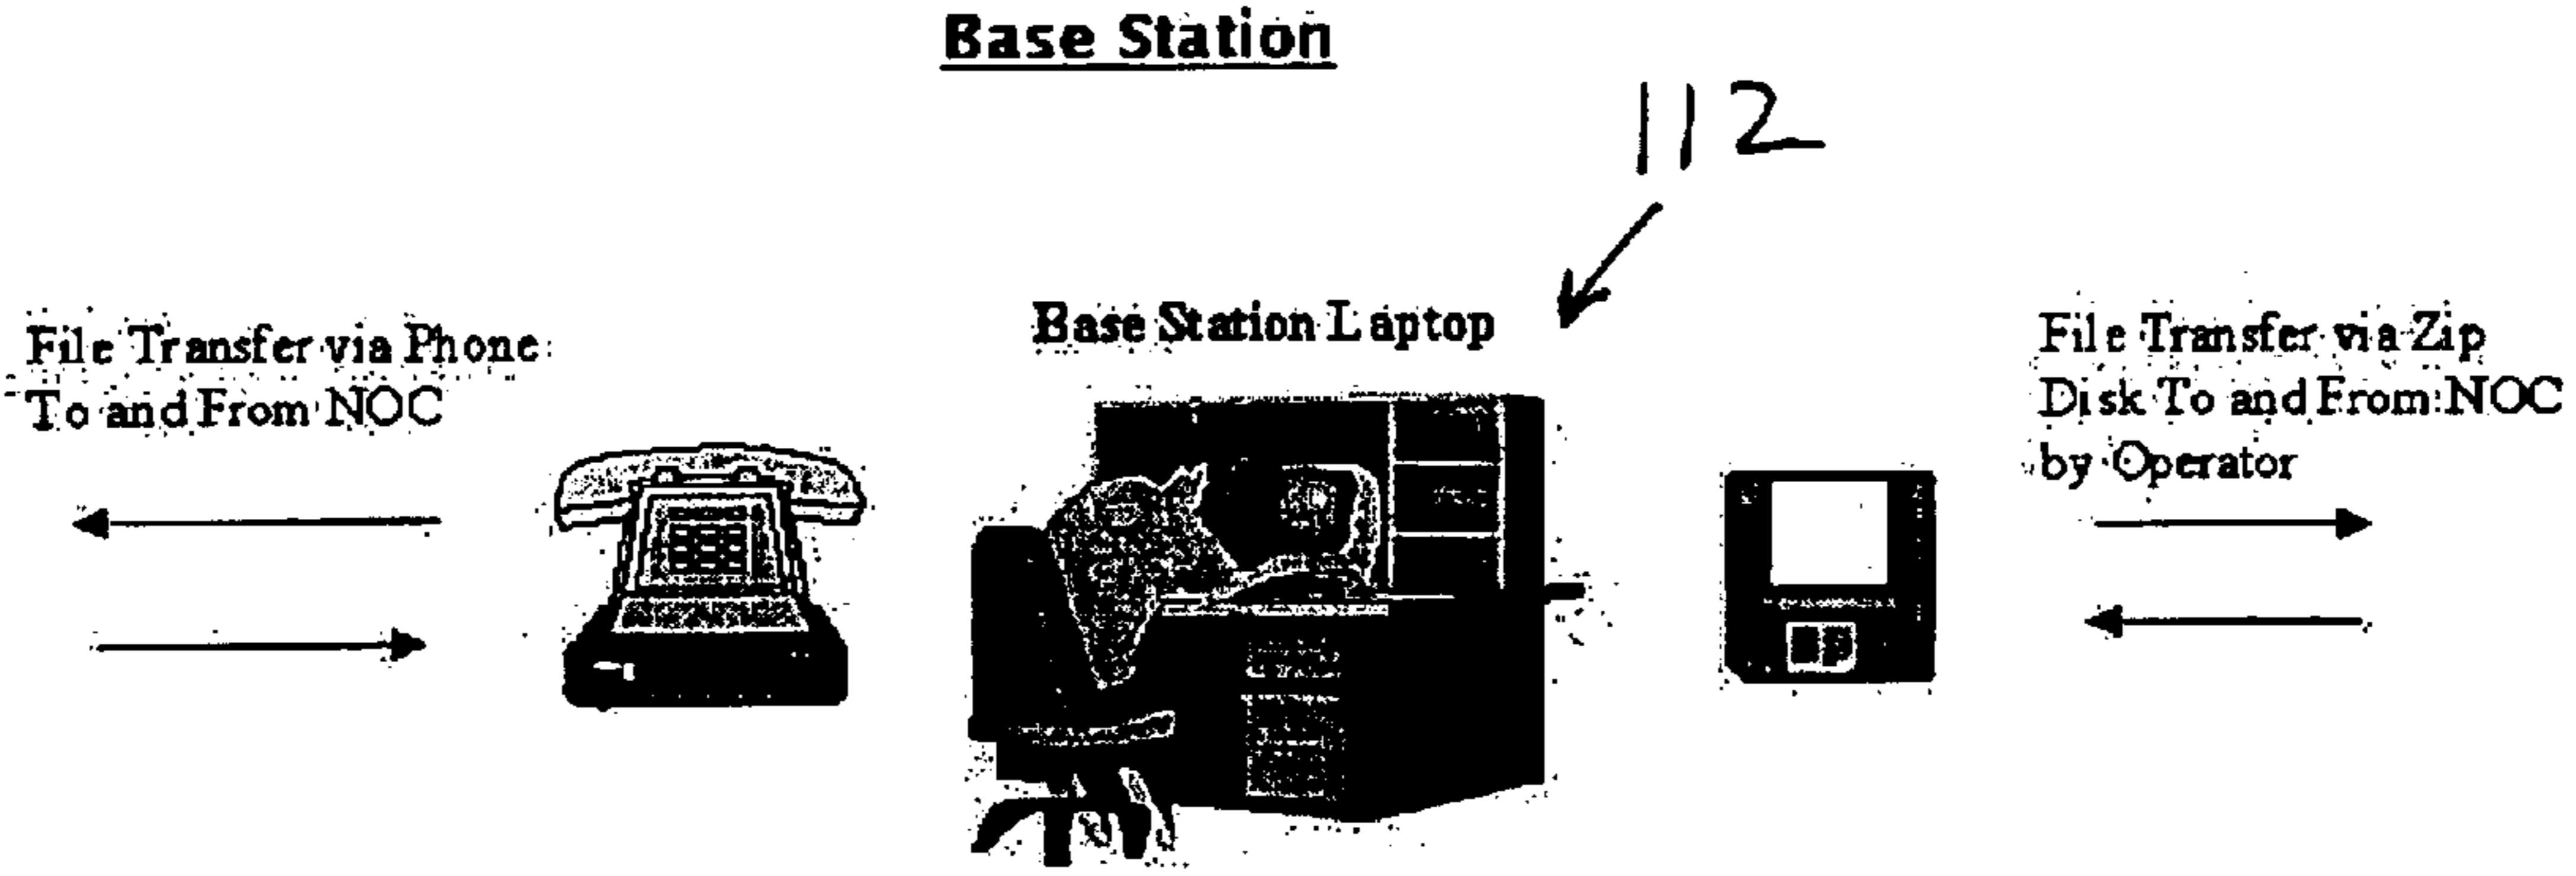 Base Station
112
File Transfer via Phone
To and From NOC
Base Station Laptop
File Transfer via Zip
Disk To and From NOC
by Operator